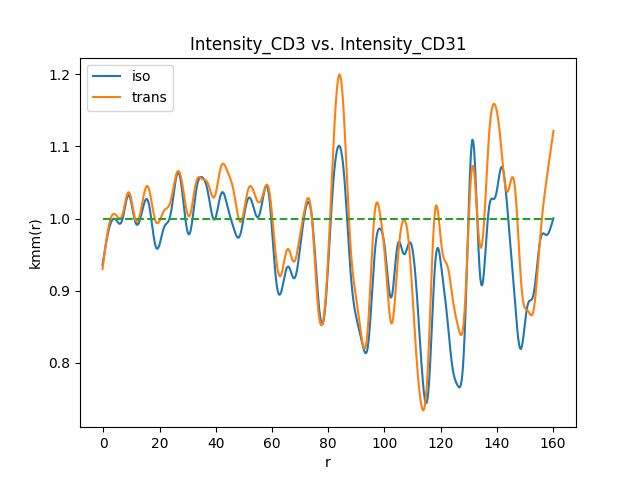 Intensity_CD3 vs. Intensity_CD31
iso
trans
1.2
1.1
1.0
0.9
0.8
kmm(r)
0 20 40 60 80 100 120 140 160
r